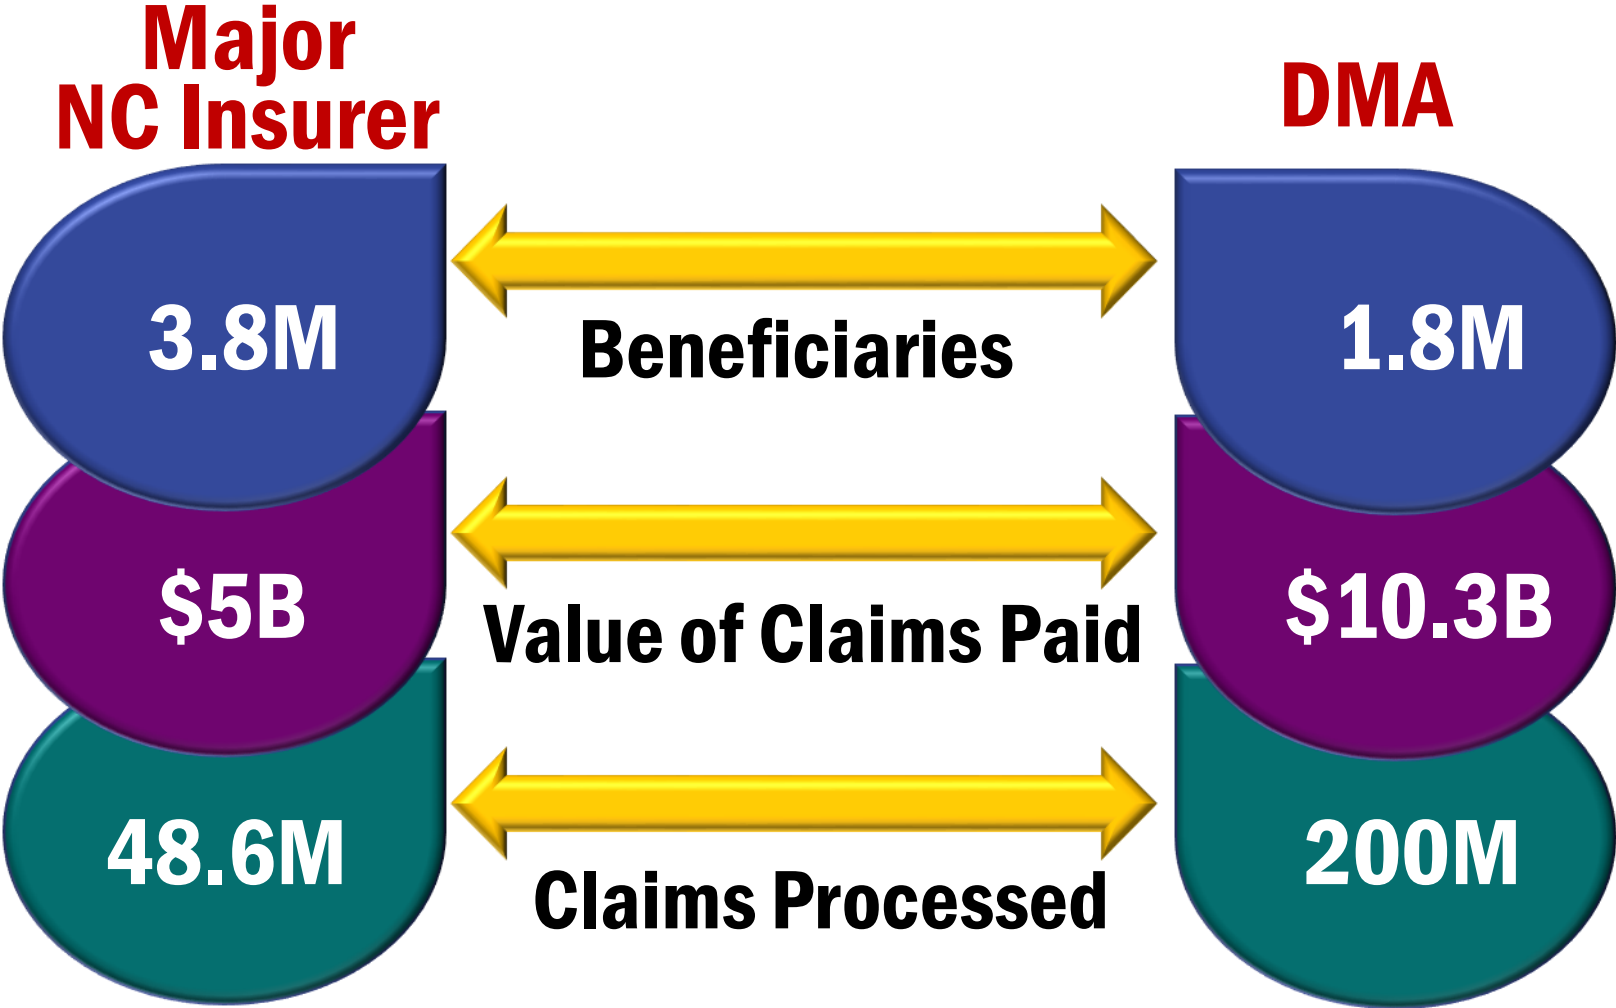 Major
NC Insurer
DMA
3.8M
Beneficiaries
1.8M
$5B
Value of Claims Paid
$10.3B
48.6M
Claims Processed
200M